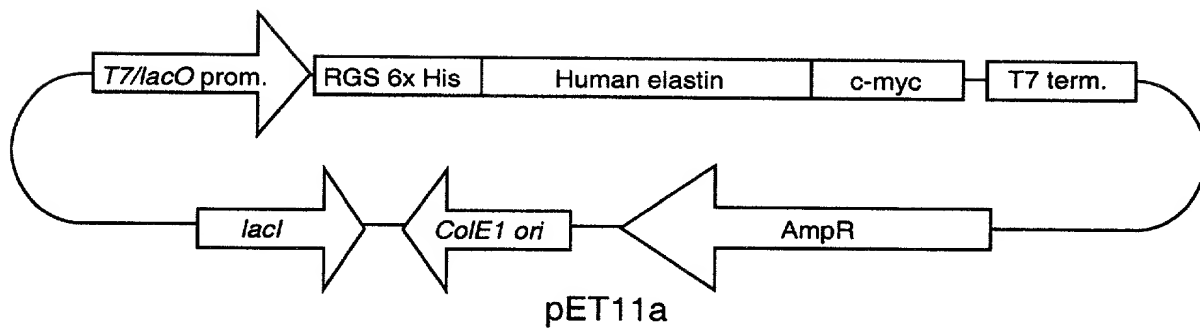 T7/lacO prom.
RGS 6x His
Human elastin
c-myc
T7 term.
lacI
ColE1 ori
AmpR
pET11a